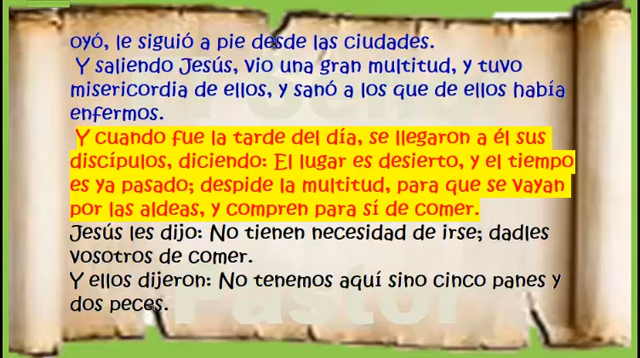 oyó, le siguió a pie desde las ciudades.
Y saliendo Jesús, vio una gran multitud, y tuvo
misericordia de ellos, y sanó a los que de ellos había
enfermos.
Y cuando fue la tarde del día, se llegaron a él sus
discípulos, diciendo: El lugar es desierto, y el tiempo
es ya pasado; despide la multitud, para que se vayan
por las aldeas, y compren para sí de comer.
Jesús les dijo: No tienen necesidad de irse; dadles
vosotros de comer.
Y ellos dijeron: No tenemos aquí sino cinco panes y
dos peces.
Pastor